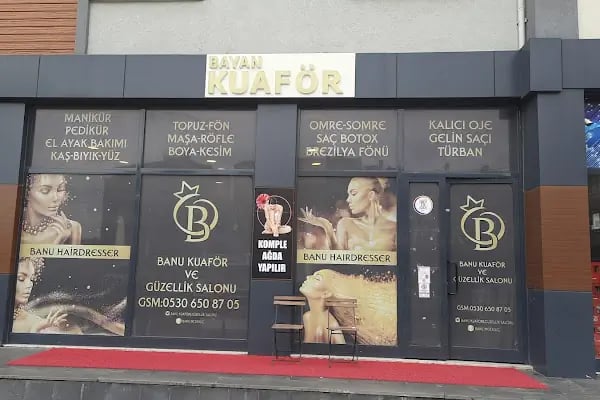 BAYAN
KUAFÖR
MANİKÜR
PEDİKÜR
EL AYAK BAKIMI
KAŞ-BIYIK-YÜZ
TOPUZ-FÖN
MAŞA-RÖFLE
BOYA-KESİM
OMRE-SOMRE
SAÇ BOTOX
BREZİLYA FÖNÜ
KALICI OJE
GELİN SAÇI
TÜRBAN
BANU HAIRDRESSER
B
BANU KUAFÖR
VE
GÜZELLİK SALONU
GSM:0530 650 87 05
KOMPLE
AĞDA
YAPILIR
BANU HAIRDRESSER
B
BANU KUAFÖR
VE
GÜZELLİK SALONU
GSM:0530 650 87 05